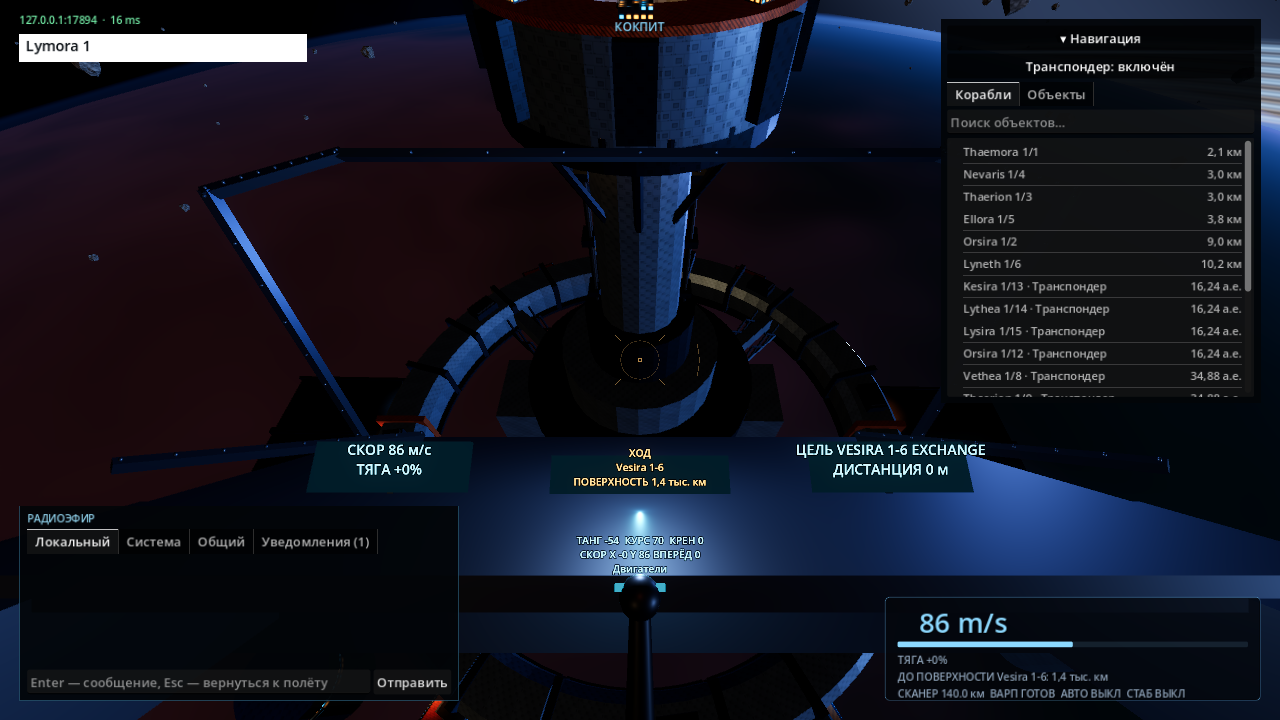 127.0.0.1:17894 · 16 ms
Lymora 1
КОКПИТ
▾ Навигация
Транспондер: включён
Корабли Объекты
Поиск объектов...
Thaemora 1/1 2,1 км
Nevaris 1/4 3,0 км
Thaerion 1/3 3,0 км
Ellora 1/5 3,8 км
Orsira 1/2 9,0 км
Lyneth 1/6 10,2 км
Kesira 1/13 · Транспондер 16,24 а.е.
Lythea 1/14 · Транспондер 16,24 а.е.
Lysira 1/15 · Транспондер 16,24 а.е.
Orsira 1/12 · Транспондер 16,24 а.е.
Vethea 1/8 · Транспондер 34,88 а.е.
СКОР 86 м/с
ТЯГА +0%
ХОД
Vesira 1-6
ПОВЕРХНОСТЬ 1,4 тыс. км
ЦЕЛЬ VESIRA 1-6 EXCHANGE
ДИСТАНЦИЯ 0 м
ТАНГ -54 КУРС 70 КРЕН 0
СКОР X -0 Y 86 ВПЕРЁД 0
Двигатели
РАДИОЭФИР
Локальный Система Общий Уведомления (1)
Enter — сообщение, Esc — вернуться к полёту Отправить
86 m/s
ТЯГА +0%
ДО ПОВЕРХНОСТИ Vesira 1-6: 1,4 тыс. км
СКАНЕР 140.0 км ВАРП ГОТОВ АВТО ВЫКЛ СТАБ ВЫКЛ